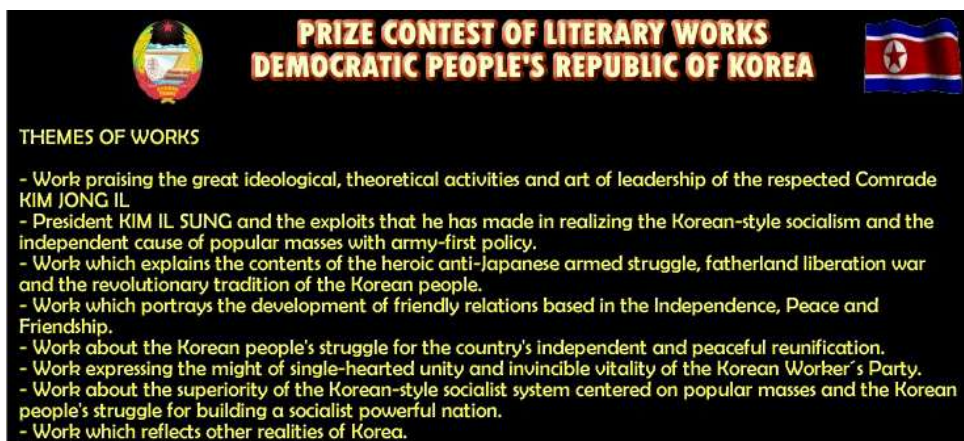 PRIZE CONTEST OF LITERARY WORKS
DEMOCRATIC PEOPLE'S REPUBLIC OF KOREA
THEMES OF WORKS
- Work praising the great ideological, theoretical activities and art of leadership of the respected Comrade
KIM JONG IL
- President KIM IL SUNG and the exploits that he has made in realizing the Korean-style socialism and the
independent cause of popular masses with army-first policy.
- Work which explains the contents of the heroic anti-Japanese armed struggle, fatherland liberation war
and the revolutionary tradition of the Korean people.
- Work which portrays the development of friendly relations based in the Independence, Peace and
Friendship.
- Work about the Korean people's struggle for the country's independent and peaceful reunification.
- Work expressing the might of single-hearted unity and invincible vitality of the Korean Worker´s Party.
- Work about the superiority of the Korean-style socialist system centered on popular masses and the Korean
people's struggle for building a socialist powerful nation.
- Work which reflects other realities of Korea.